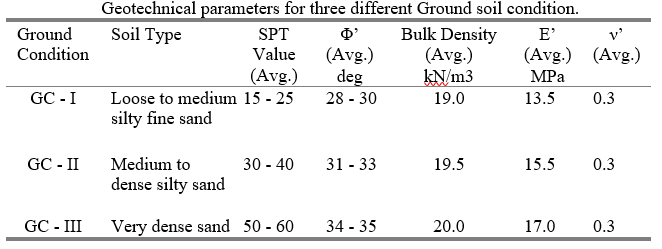 Geotechnical parameters for three different Ground soil condition.
Ground Soil Type SPT Φ’ Bulk Density E’ ν’
Condition Value (Avg.) (Avg.) (Avg.) (Avg.)
(Avg.) deg kN/m3 MPa
GC - I Loose to medium 15 - 25 28 - 30 19.0 13.5 0.3
silty fine sand
GC - II Medium to 30 - 40 31 - 33 19.5 15.5 0.3
dense silty sand
GC - III Very dense sand 50 - 60 34 - 35 20.0 17.0 0.3